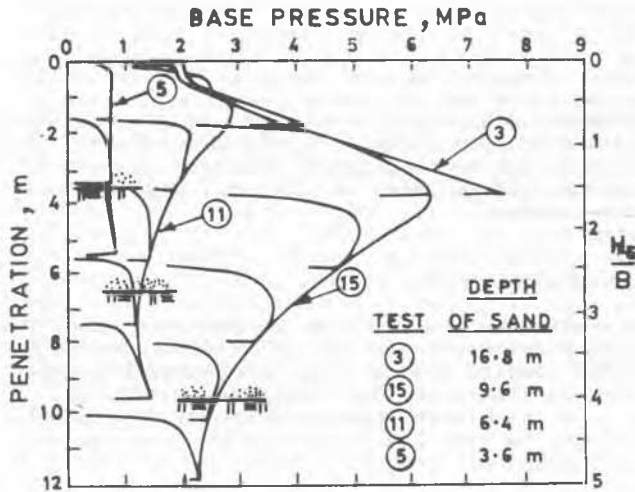 BASE PRESSURE , MPa
0 1 2 3 4 5 6 7 8 9
PENETRATION , m
0
2
4
6
8
10
12
0
1
2
3
4
5
B
5
3
11
15
DEPTH
TEST OF SAND
3 16·8 m
15 9·6 m
11 6·4 m
5 3·6 m